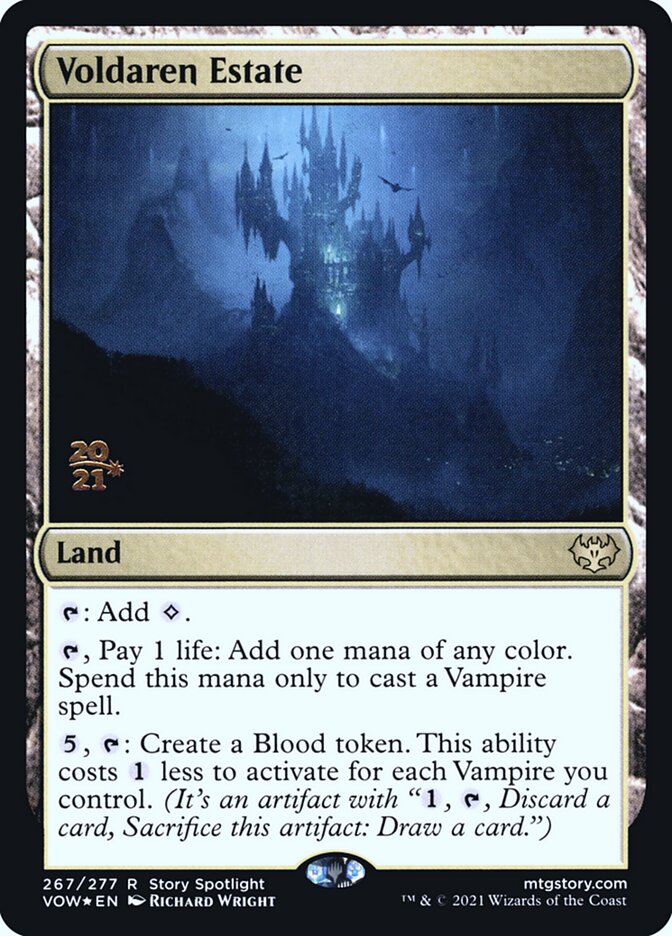 Voldaren Estate
20
21
Land
: Add .
, Pay 1 life: Add one mana of any color.
Spend this mana only to cast a Vampire
spell.
5, : Create a Blood token. This ability
costs 1 less to activate for each Vampire you
control. (It's an artifact with “1, , Discard a
card, Sacrifice this artifact: Draw a card.”)
267/277 R Story Spotlight
mtgstory.com
VOW★EN Richard Wright
™ & © 2021 Wizards of the Coast